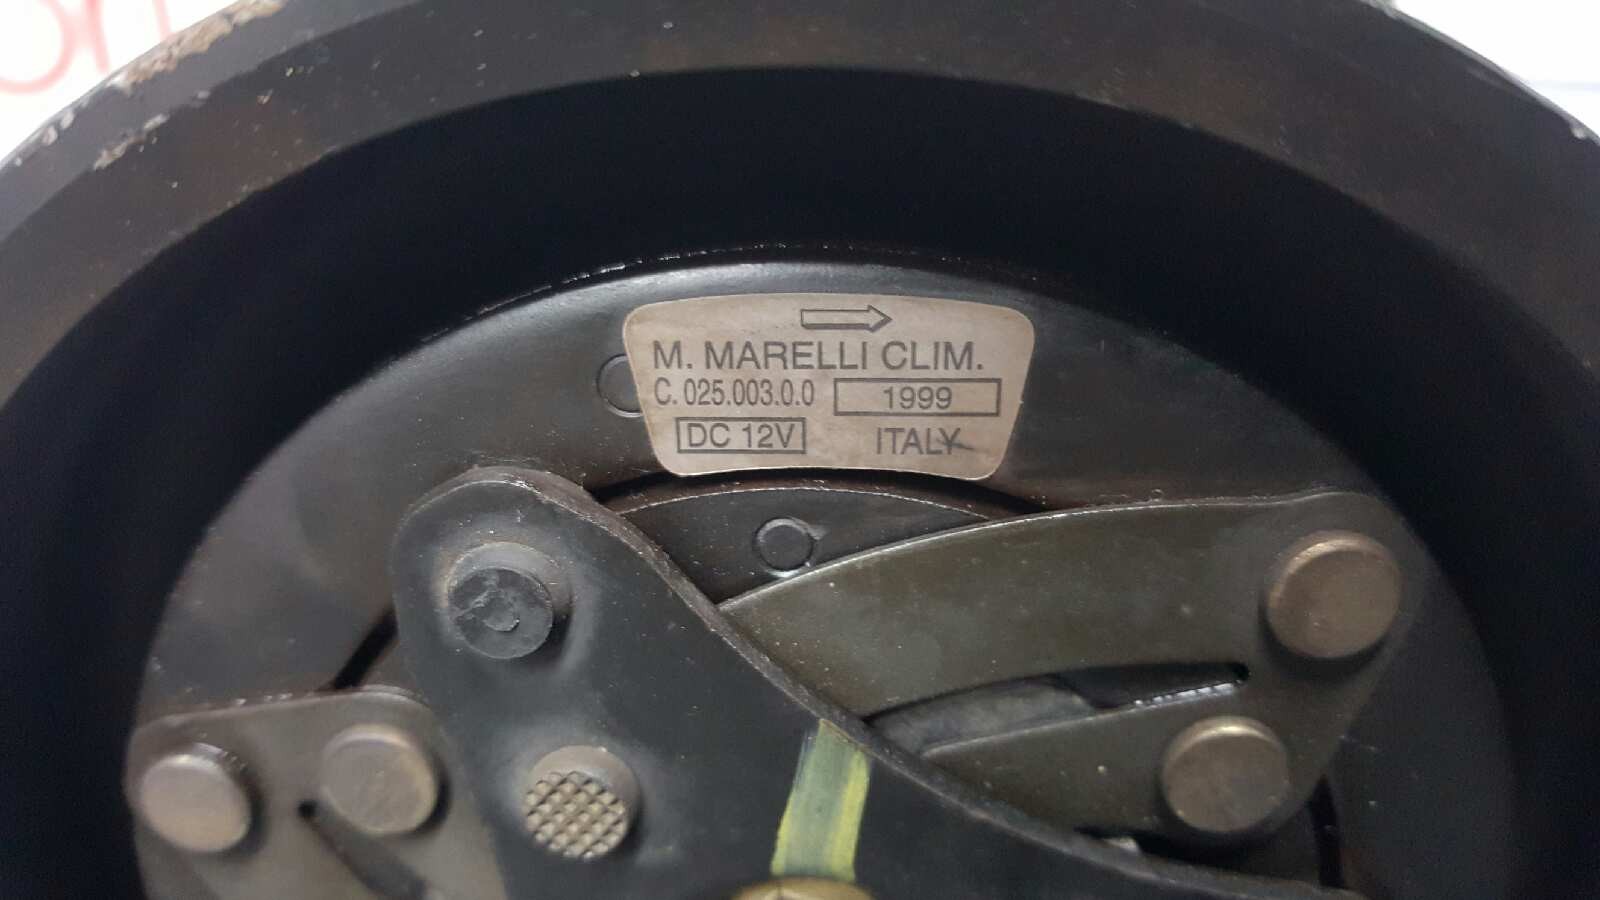 M. MARELLI CLIM.
C. 025.003.0.0 1999
DC 12V ITALY